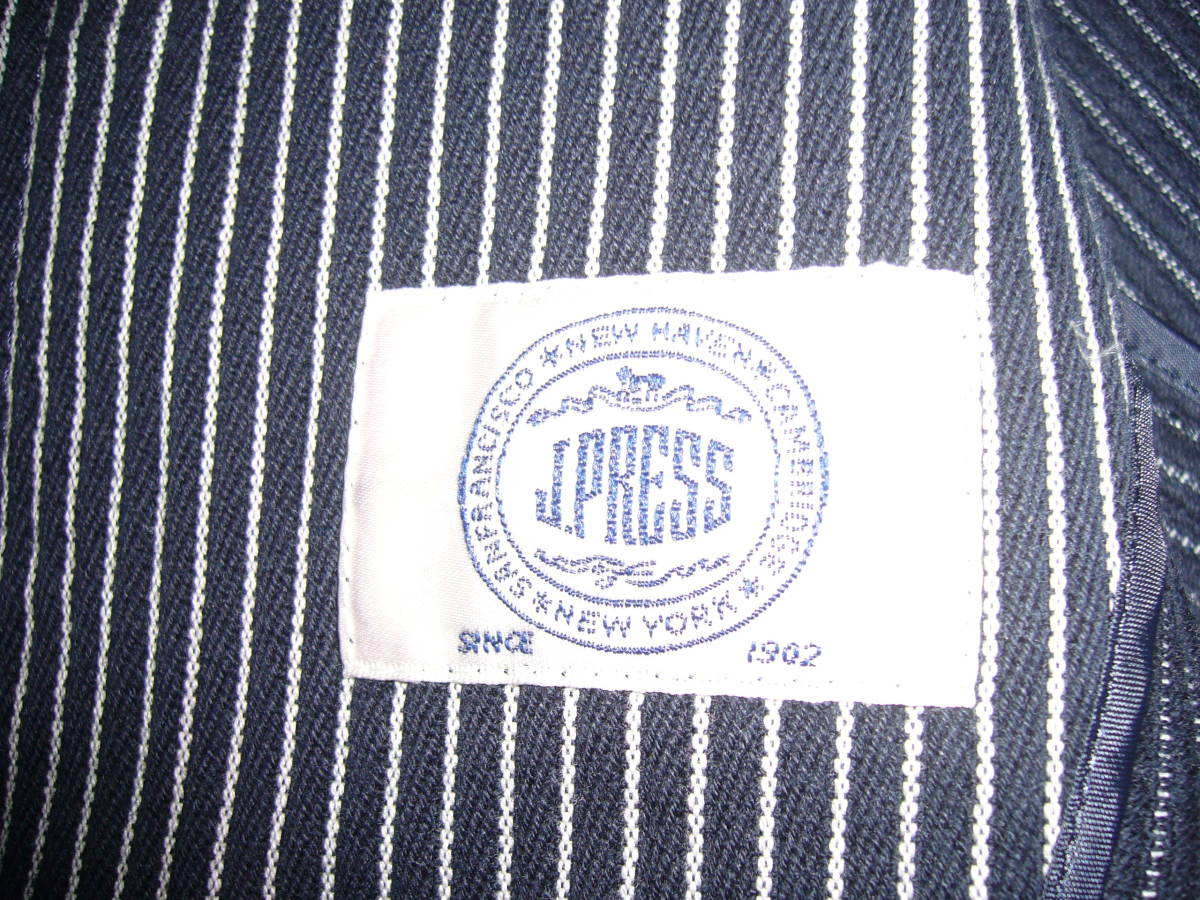 ★NEW HAVEN★CAMBRIDGE★NEW YORK★SAN FRANCISCO
J.PRESS
SINCE 1902